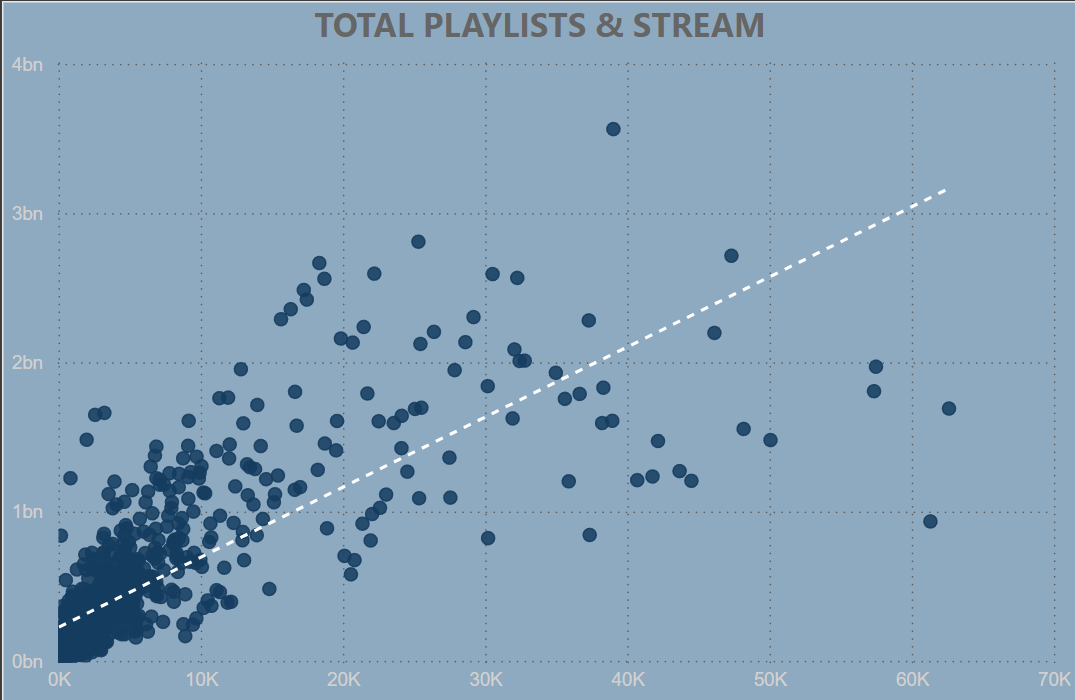 TOTAL PLAYLISTS & STREAM
4bn
3bn
2bn
1bn
0bn
0K 10K 20K 30K 40K 50K 60K 70K